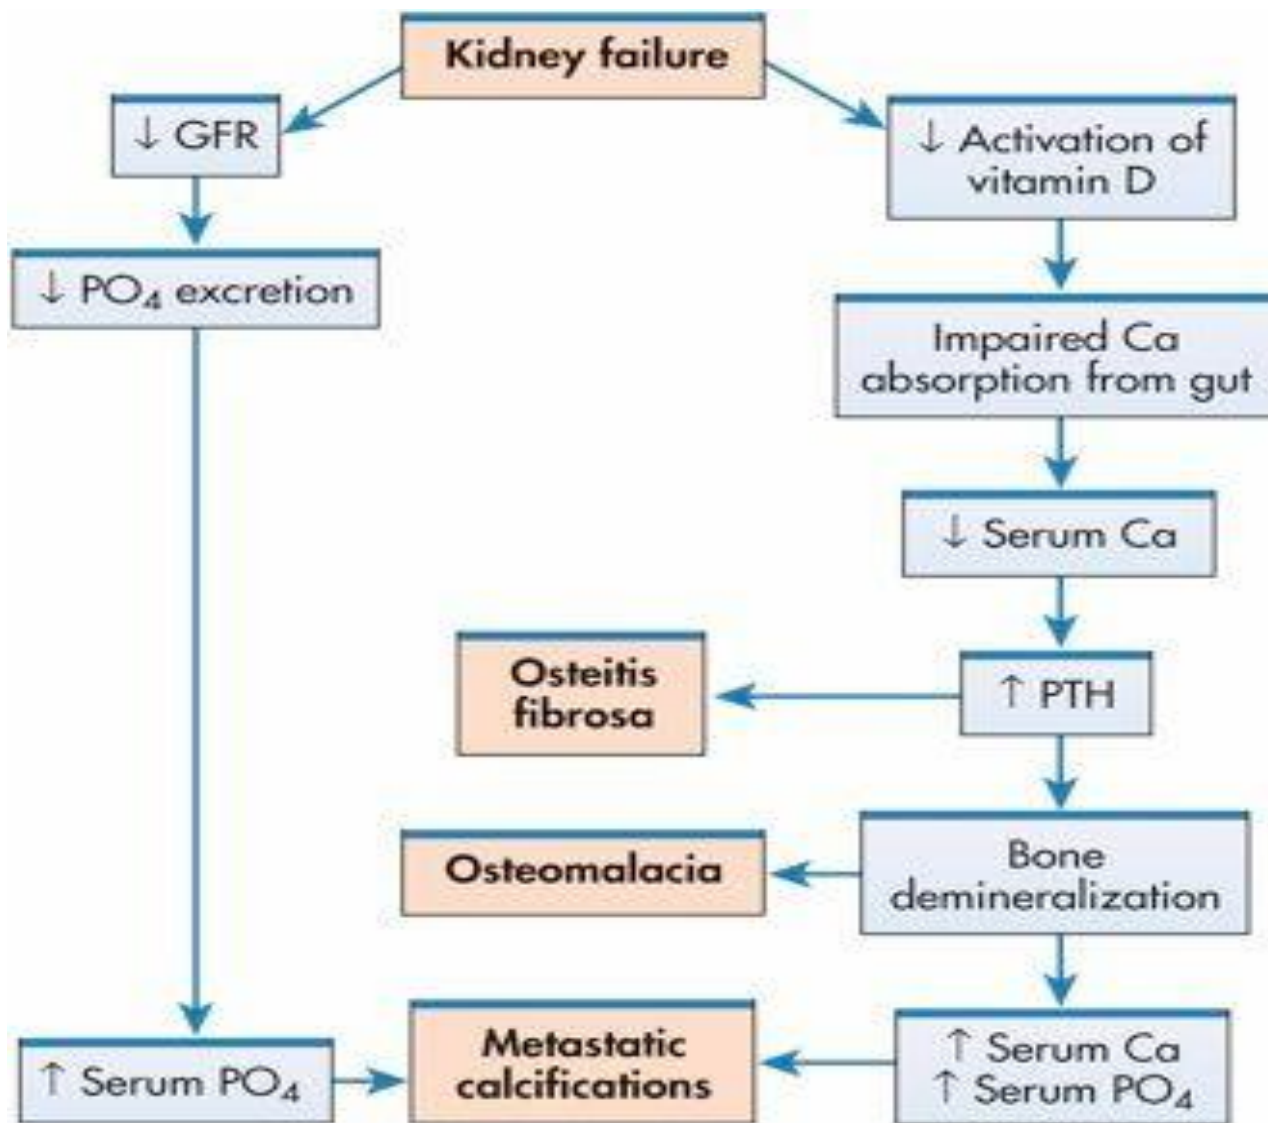 Kidney failure
↓ GFR
↓ Activation of
vitamin D
↓ PO₄ excretion
Impaired Ca
absorption from gut
↓ Serum Ca
Osteitis
fibrosa
↑ PTH
Osteomalacia
Bone
demineralization
↑ Serum PO₄
Metastatic
calcifications
↑ Serum Ca
↑ Serum PO₄